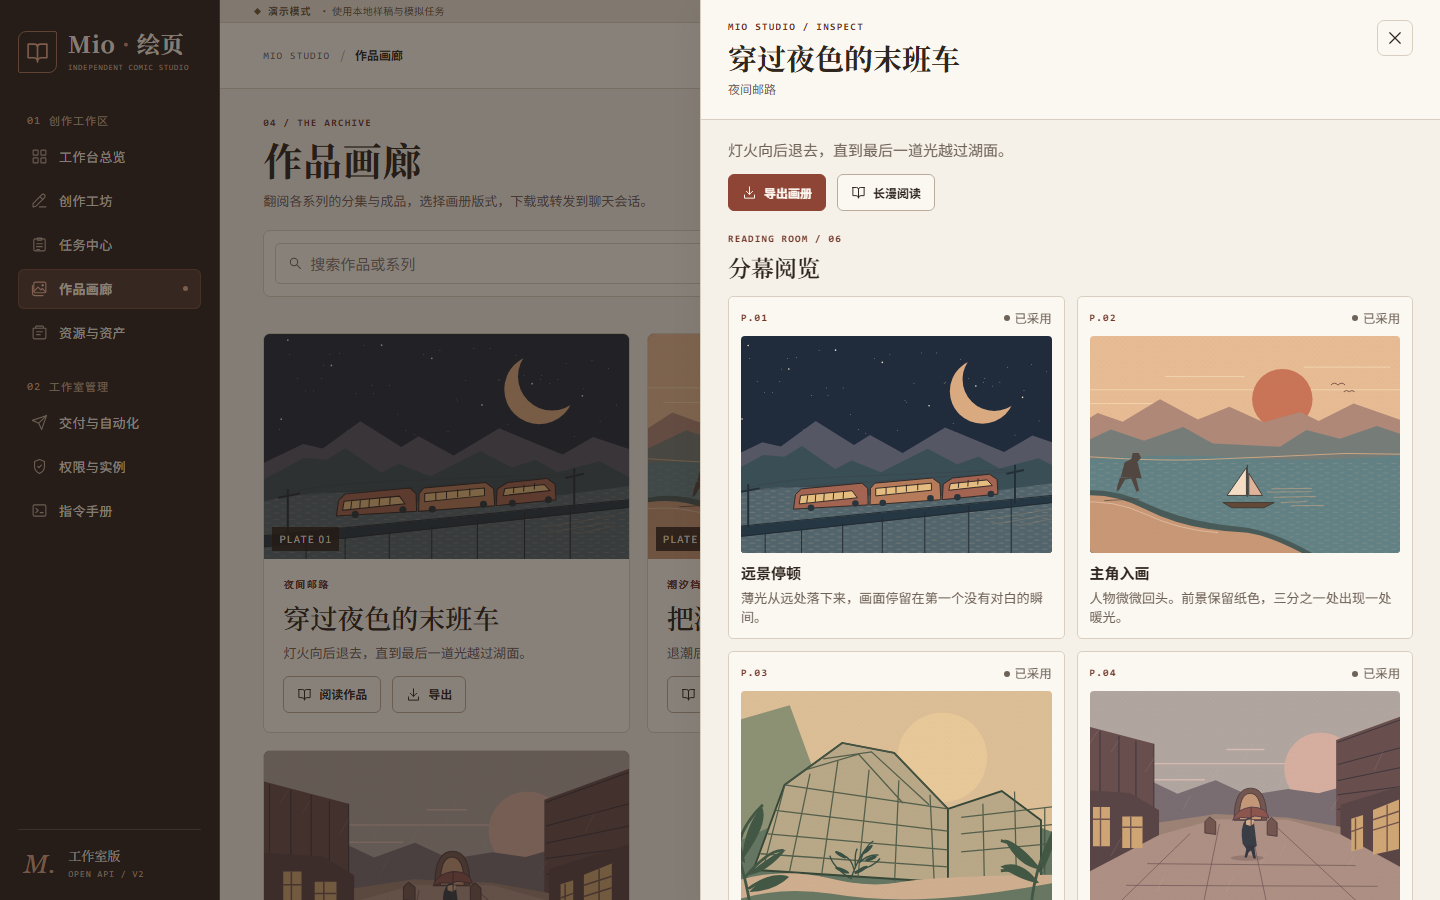 Mio · 绘页
INDEPENDENT COMIC STUDIO
01 创作工作区
工作台总览
创作工坊
任务中心
作品画廊
资源与资产
02 工作室管理
交付与自动化
权限与实例
指令手册
M.
工作室版
OPEN API / V2
◆ 演示模式 · 使用本地样稿与模拟任务
MIO STUDIO / 作品画廊
04 / THE ARCHIVE
作品画廊
翻阅各系列的分集与成品，选择画册版式，下载或转发到聊天会话。
搜索作品或系列
PLATE 01
夜间邮路
穿过夜色的末班车
灯火向后退去，直到最后一道光越过湖面。
阅读作品
导出
PLATE
潮汐档
把
退潮后
MIO STUDIO / INSPECT
穿过夜色的末班车
夜间邮路
灯火向后退去，直到最后一道光越过湖面。
导出画册
长漫阅读
READING ROOM / 06
分幕阅览
P.01
已采用
远景停顿
薄光从远处落下来，画面停留在第一个没有对白的瞬
间。
P.02
已采用
主角入画
人物微微回头。前景保留纸色，三分之一处出现一处
暖光。
P.03
已采用
P.04
已采用